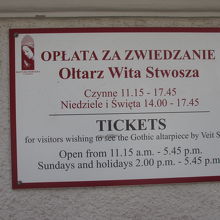 OPŁATA ZA ZWIEDZANIE
Ołtarz Wita Stwosza
Czynne 11.15 - 17.45
Niedziele i Święta 14.00 - 17.45
TICKETS
for visitors wishing to see the Gothic altarpiece by Veit S
Open from 11.15 a.m. - 5.45 p.m.
Sundays and holidays 2.00 p.m. - 5.45 p.m.